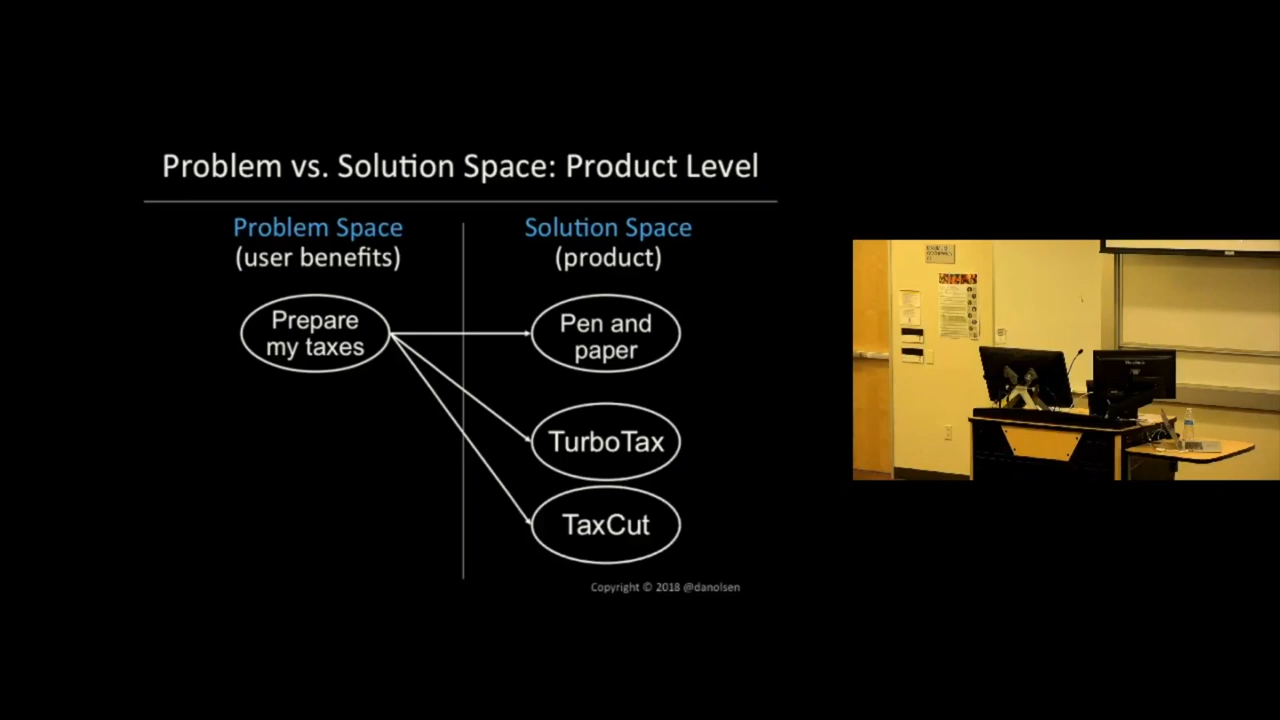 Problem vs. Solution Space: Product Level
Problem Space
(user benefits)
Solution Space
(product)
Prepare
my taxes
Pen and
paper
TurboTax
TaxCut
Copyright © 2018 @danolsen